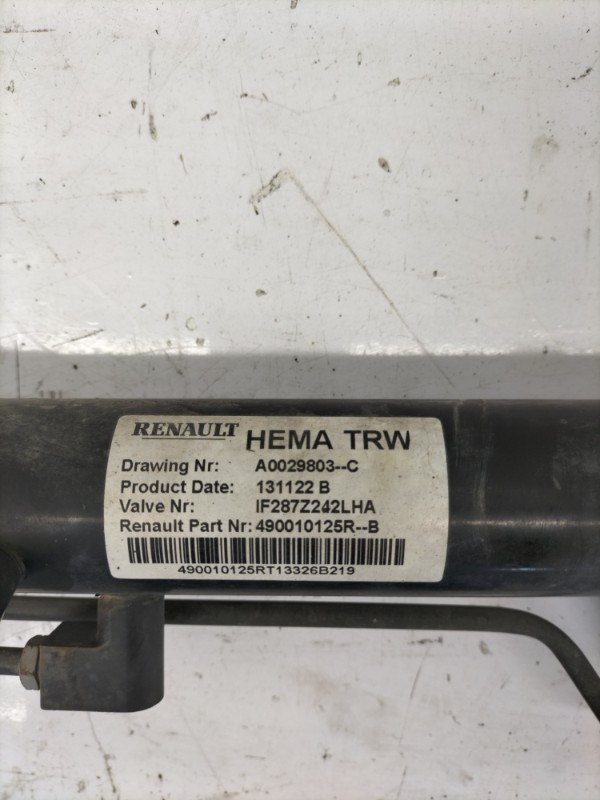 RENAULT HEMA TRW
Drawing Nr: A0029803--C
Product Date: 131122 B
Valve Nr: IF287Z242LHA
Renault Part Nr: 490010125R--B
490010125RT13326B219